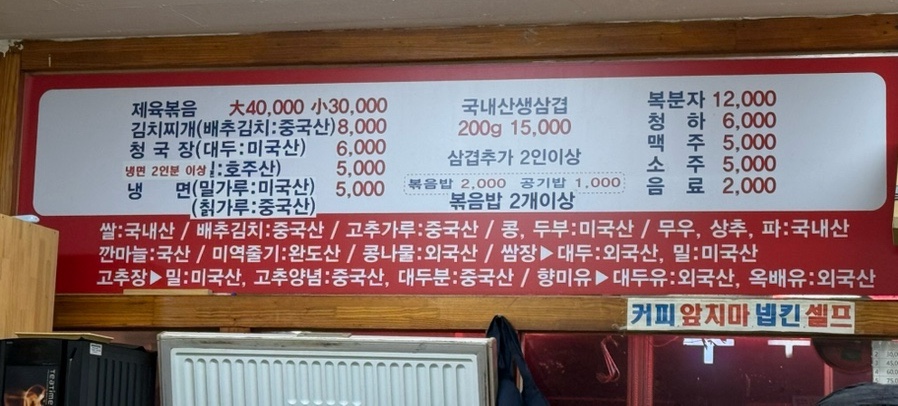 제육볶음 大40,000 小30,000
김치찌개(배추김치:중국산) 8,000
청국장(대두:미국산) 6,000
냉면 2인분 이상 :호주산) 5,000
냉 면(밀가루:미국산) 5,000
(칡가루:중국산)
국내산생삼겹
200g 15,000
삼겹추가 2인이상
볶음밥 2,000 공기밥 1,000
볶음밥 2개이상
복분자 12,000
청 하 6,000
맥 주 5,000
소 주 5,000
음 료 2,000
쌀:국내산 / 배추김치:중국산 / 고추가루:중국산 / 콩, 두부:미국산 / 무우, 상추, 파:국내산
깐마늘:국산 / 미역줄기:완도산 / 콩나물:외국산 / 쌈장▶대두:외국산, 밀:미국산
고추장▶밀:미국산, 고추양념:중국산, 대두분:중국산 / 향미유▶대두유:외국산, 옥배유:외국산
커피 앞치마 냅킨 셀프